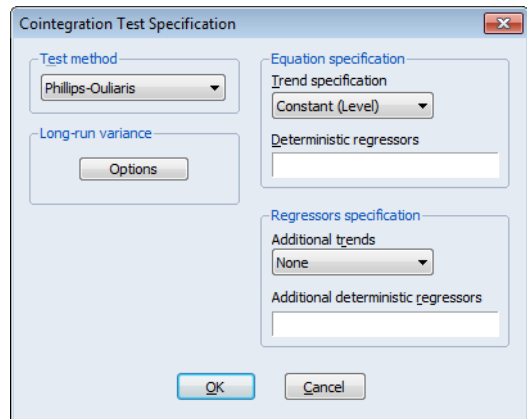 Cointegration Test Specification
Test method
Phillips-Ouliaris
Long-run variance
Options
Equation specification
Trend specification
Constant (Level)
Deterministic regressors
Regressors specification
Additional trends
None
Additional deterministic regressors
OK
Cancel